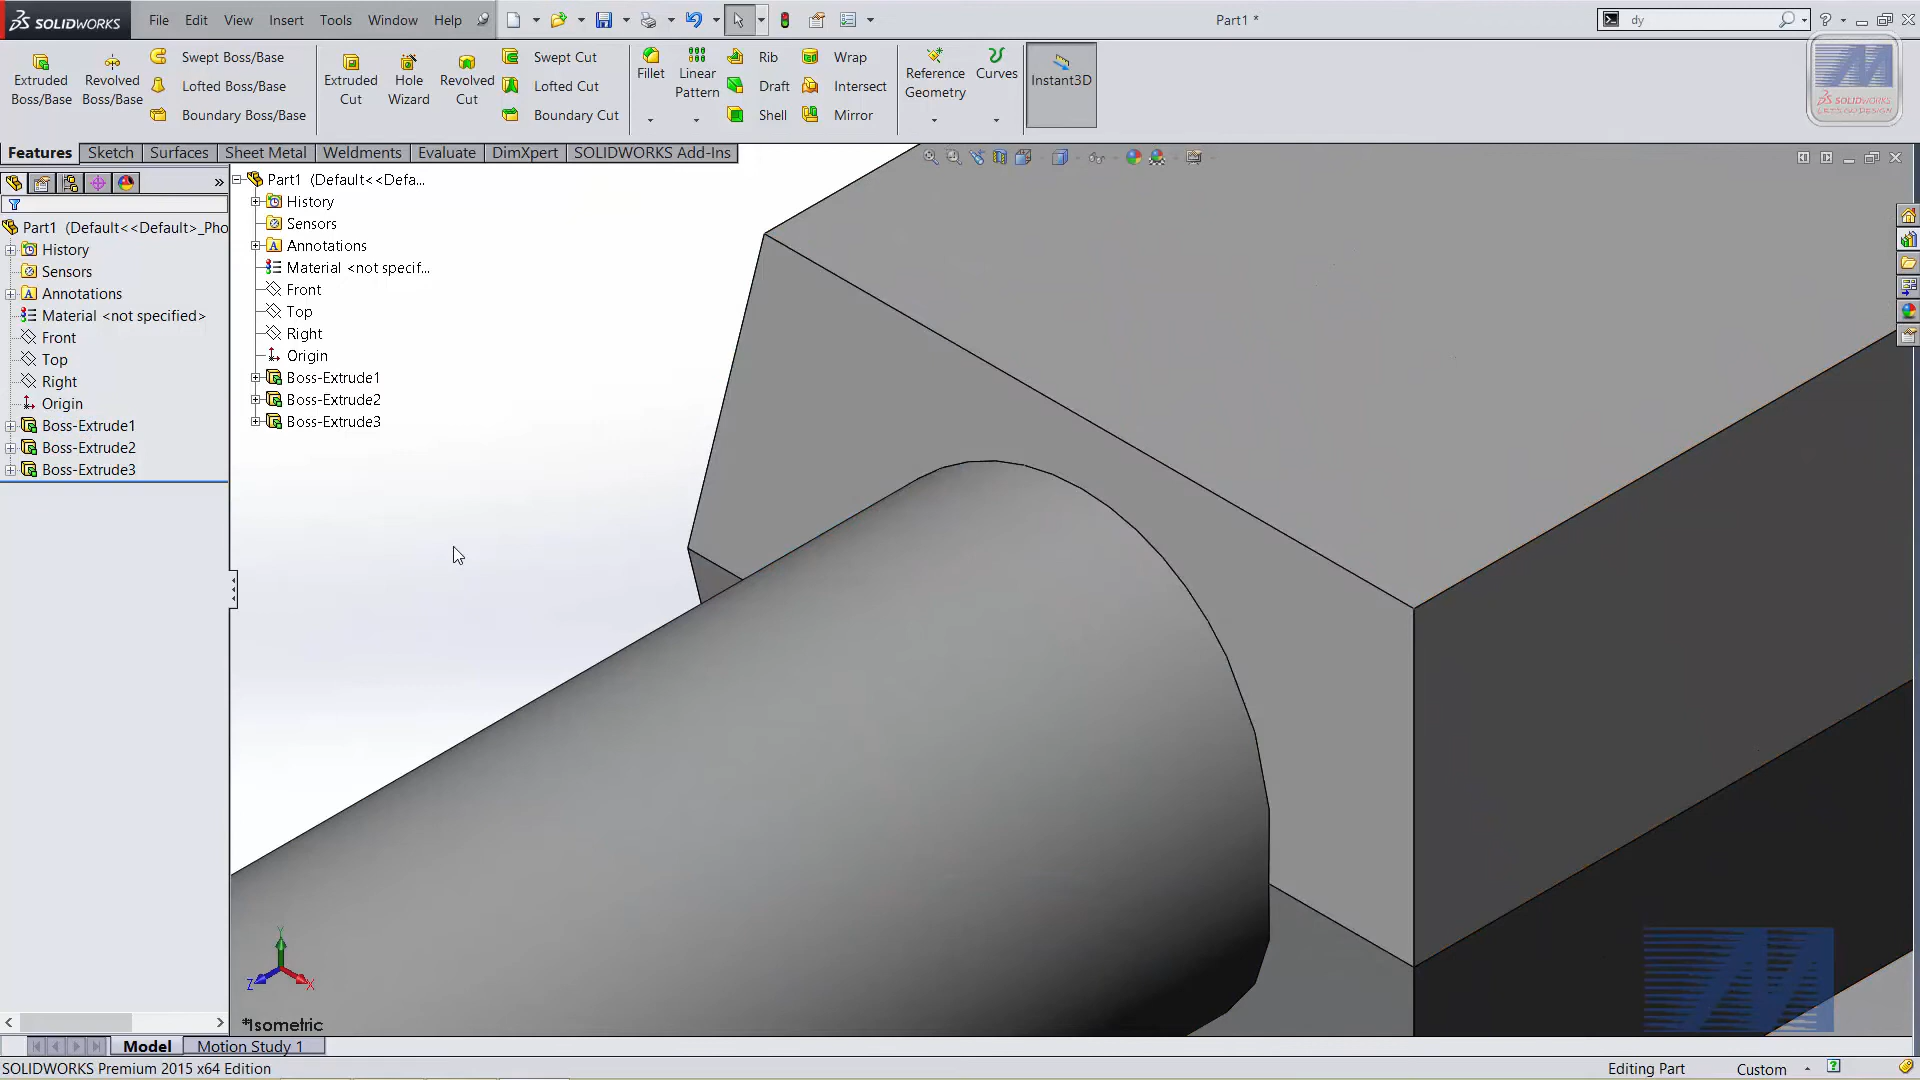 SOLIDWORKS File Edit View Insert Tools Window Help Part1 * dy
Extruded Boss/Base
Revolved Boss/Base
Swept Boss/Base
Lofted Boss/Base
Boundary Boss/Base
Extruded Cut
Hole Wizard
Revolved Cut
Swept Cut
Lofted Cut
Boundary Cut
Fillet
Linear Pattern
Rib
Draft
Shell
Wrap
Intersect
Mirror
Reference Geometry
Curves
Instant3D
SOLIDWORKS
Features Sketch Surfaces Sheet Metal Weldments Evaluate DimXpert SOLIDWORKS Add-Ins
Part1 (Default<<Default>_Pho
History
Sensors
Annotations
Material <not specified>
Front
Top
Right
Origin
Boss-Extrude1
Boss-Extrude2
Boss-Extrude3
Part1 (Default<<Defa...
History
Sensors
Annotations
Material <not specif...
Front
Top
Right
Origin
Boss-Extrude1
Boss-Extrude2
Boss-Extrude3
Y
Z
X
*Isometric
Model Motion Study 1
SOLIDWORKS Premium 2015 x64 Edition Editing Part Custom